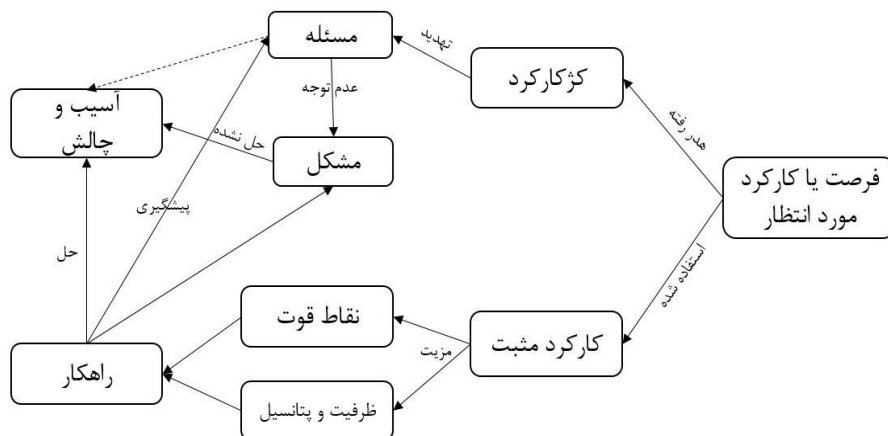 فرصت یا کارکرد
مورد انتظار
هدر رفته
استفاده شده
کژکارکرد
تهدید
مسئله
عدم توجه
مشکل
حل نشده
آسیب و
چالش
کارکرد مثبت
مزیت
نقاط قوت
ظرفیت و پتانسیل
راهکار
پیشگیری
حل